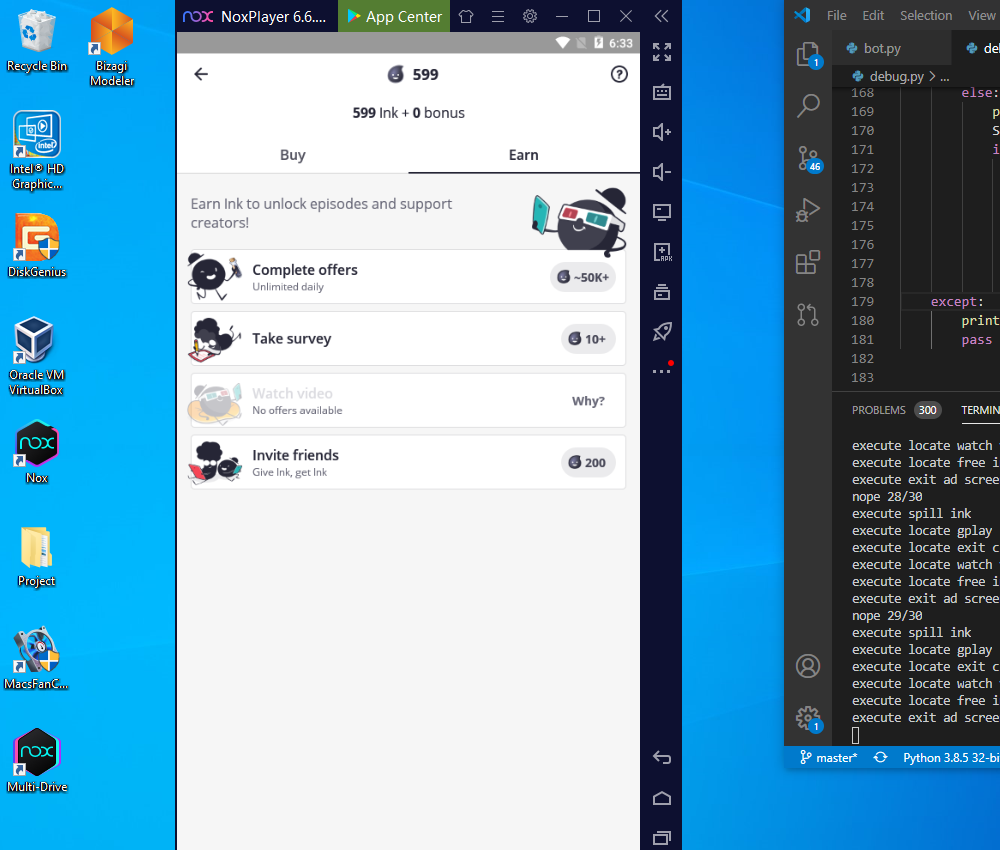 Recycle Bin
Bizagi
Modeler
Intel® HD
Graphic...
DiskGenius
Oracle VM
VirtualBox
Nox
Project
MacsFanC...
Multi-Drive
nox NoxPlayer 6.6.... App Center
6:33
599
599 Ink + 0 bonus
Buy Earn
Earn Ink to unlock episodes and support
creators!
Complete offers
Unlimited daily
~50K+
Take survey
10+
Watch video
No offers available
Why?
Invite friends
Give Ink, get Ink
200
APK
File Edit Selection View
bot.py
debug.py > ...
1
46
1
168 else:
169 p
170 S
171 i
172
173
174
175
176
177
178
179 except:
180 print
181 pass
182
183
PROBLEMS 300 TERMIN
execute locate watch
execute locate free i
execute exit ad scree
nope 28/30
execute spill ink
execute locate gplay
execute locate exit c
execute locate watch
execute locate free i
execute exit ad scree
nope 29/30
execute spill ink
execute locate gplay
execute locate exit c
execute locate watch
execute locate free i
execute exit ad scree
master* Python 3.8.5 32-bi